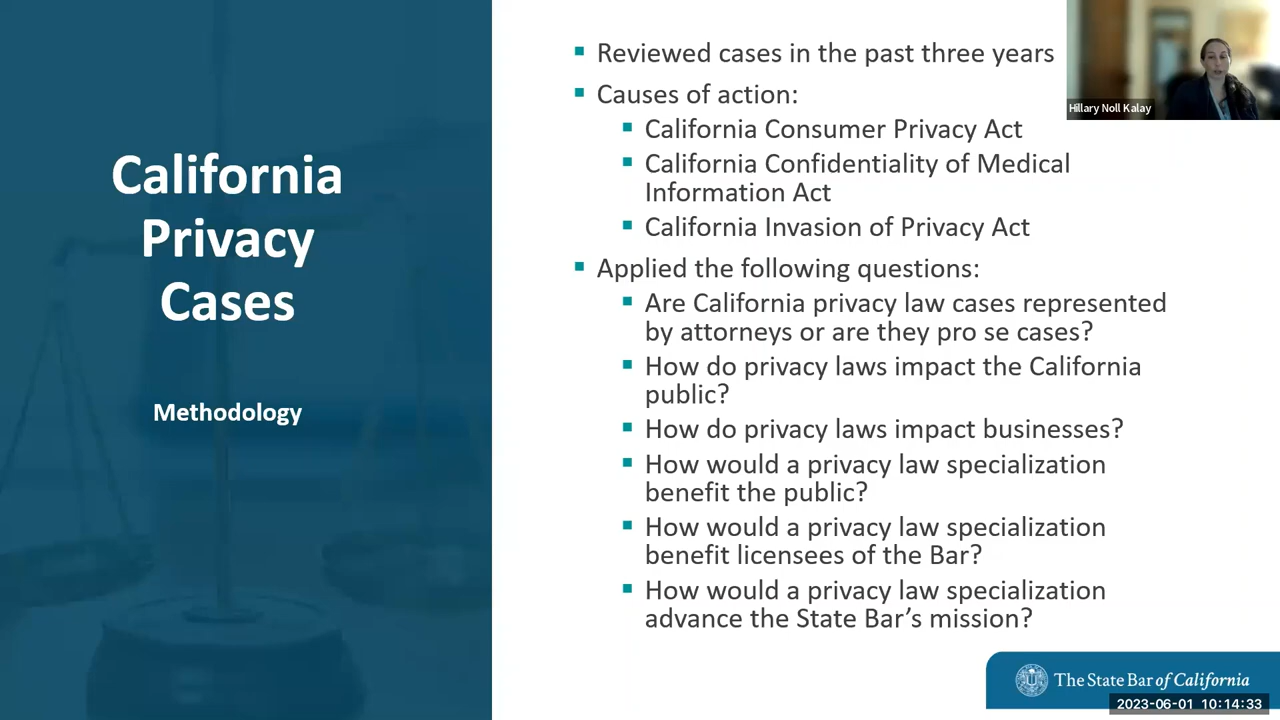 California
Privacy
Cases
Methodology
▪ Reviewed cases in the past three years
▪ Causes of action:
▪ California Consumer Privacy Act
▪ California Confidentiality of Medical
Information Act
▪ California Invasion of Privacy Act
▪ Applied the following questions:
▪ Are California privacy law cases represented
by attorneys or are they pro se cases?
▪ How do privacy laws impact the California
public?
▪ How do privacy laws impact businesses?
▪ How would a privacy law specialization
benefit the public?
▪ How would a privacy law specialization
benefit licensees of the Bar?
▪ How would a privacy law specialization
advance the State Bar’s mission?
Hillary Noll Kalay
The State Bar of California
2023-06-01 10:14:33